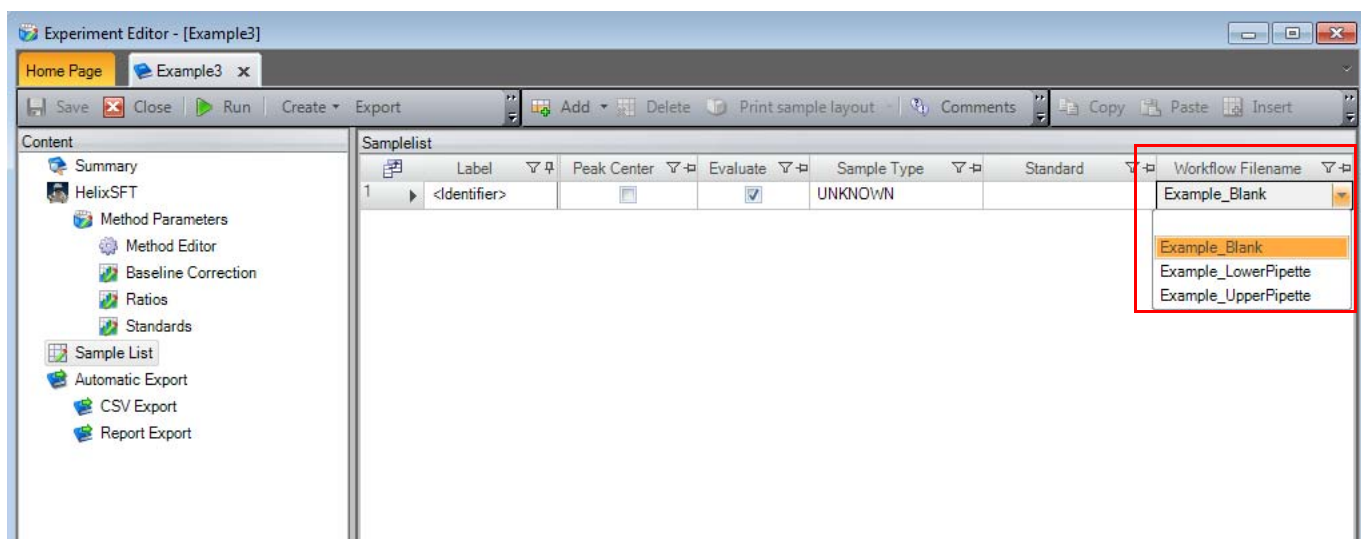 Experiment Editor - [Example3]
Home Page Example3 x
Save Close Run Create Export Add Delete Print sample layout Comments Copy Paste Insert
Content
Samplelist
Summary
HelixSFT
Method Parameters
Method Editor
Baseline Correction
Ratios
Standards
Sample List
Automatic Export
CSV Export
Report Export
Label Peak Center Evaluate Sample Type Standard Workflow Filename
1 <Identifier> UNKNOWN Example_Blank
Example_Blank
Example_LowerPipette
Example_UpperPipette